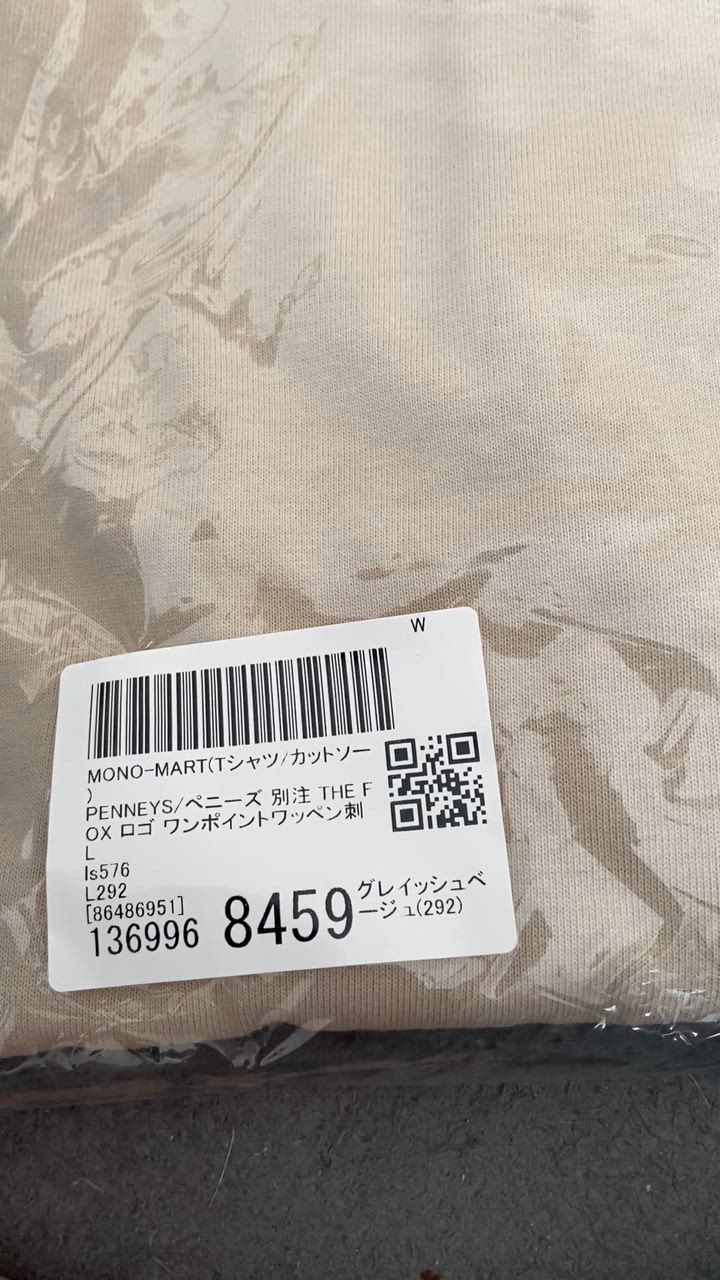 W
MONO-MART(Tシャツ/カットソー
)
PENNEYS/ペニーズ 別注 THE F
OX ロゴ ワンポイントワッペン刺
L
ls576
L292
[86486951]
136996 8459 グレイッシュベ
ージュ(292)